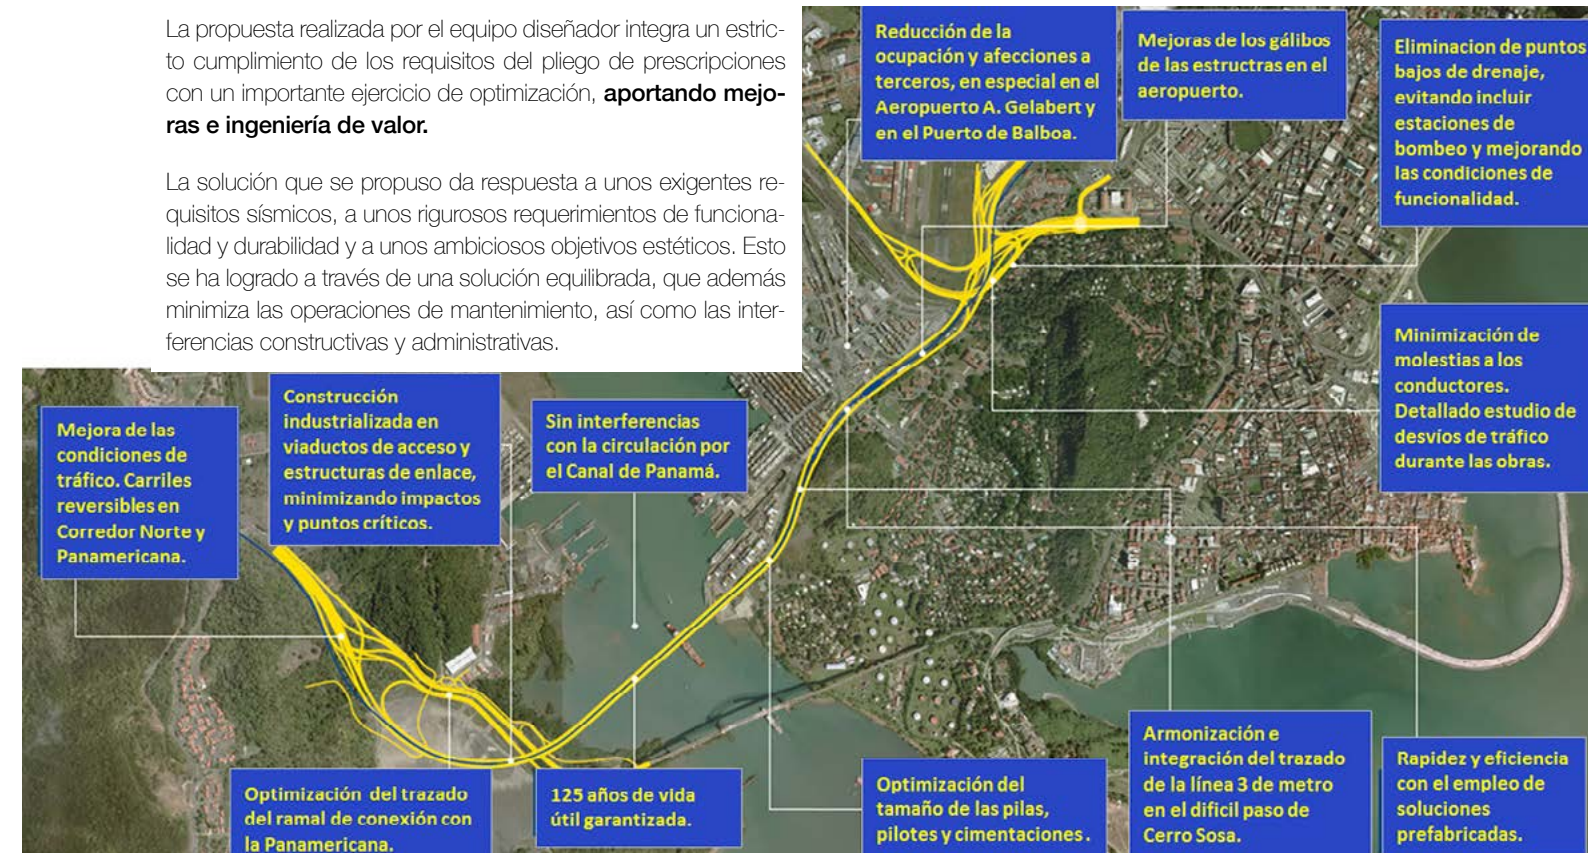 La propuesta realizada por el equipo diseñador integra un estric-
to cumplimiento de los requisitos del pliego de prescripciones
con un importante ejercicio de optimización, aportando mejo-
ras e ingeniería de valor.
La solución que se propuso da respuesta a unos exigentes re-
quisitos sísmicos, a unos rigurosos requerimientos de funciona-
lidad y durabilidad y a unos ambiciosos objetivos estéticos. Esto
se ha logrado a través de una solución equilibrada, que además
minimiza las operaciones de mantenimiento, así como las inter-
ferencias constructivas y administrativas.
Reducción de la
ocupación y afecciones a
terceros, en especial en el
Aeropuerto A. Gelabert y
en el Puerto de Balboa.
Mejoras de los gálibos
de las estructras en el
aeropuerto.
Eliminacion de puntos
bajos de drenaje,
evitando incluir
estaciones de
bombeo y mejorando
las condiciones de
funcionalidad.
Minimización de
molestias a los
conductores.
Detallado estudio de
desvíos de tráfico
durante las obras.
Mejora de las
condiciones de
tráfico. Carriles
reversibles en
Corredor Norte y
Panamericana.
Construcción
industrializada en
viaductos de acceso y
estructuras de enlace,
minimizando impactos
y puntos críticos.
Sin interferencias
con la circulación por
el Canal de Panamá.
Optimización del trazado
del ramal de conexión con
la Panamericana.
125 años de vida
útil garantizada.
Optimización del
tamaño de las pilas,
pilotes y cimentaciones.
Armonización e
integración del trazado
de la línea 3 de metro
en el dificil paso de
Cerro Sosa.
Rapidez y eficiencia
con el empleo de
soluciones
prefabricadas.